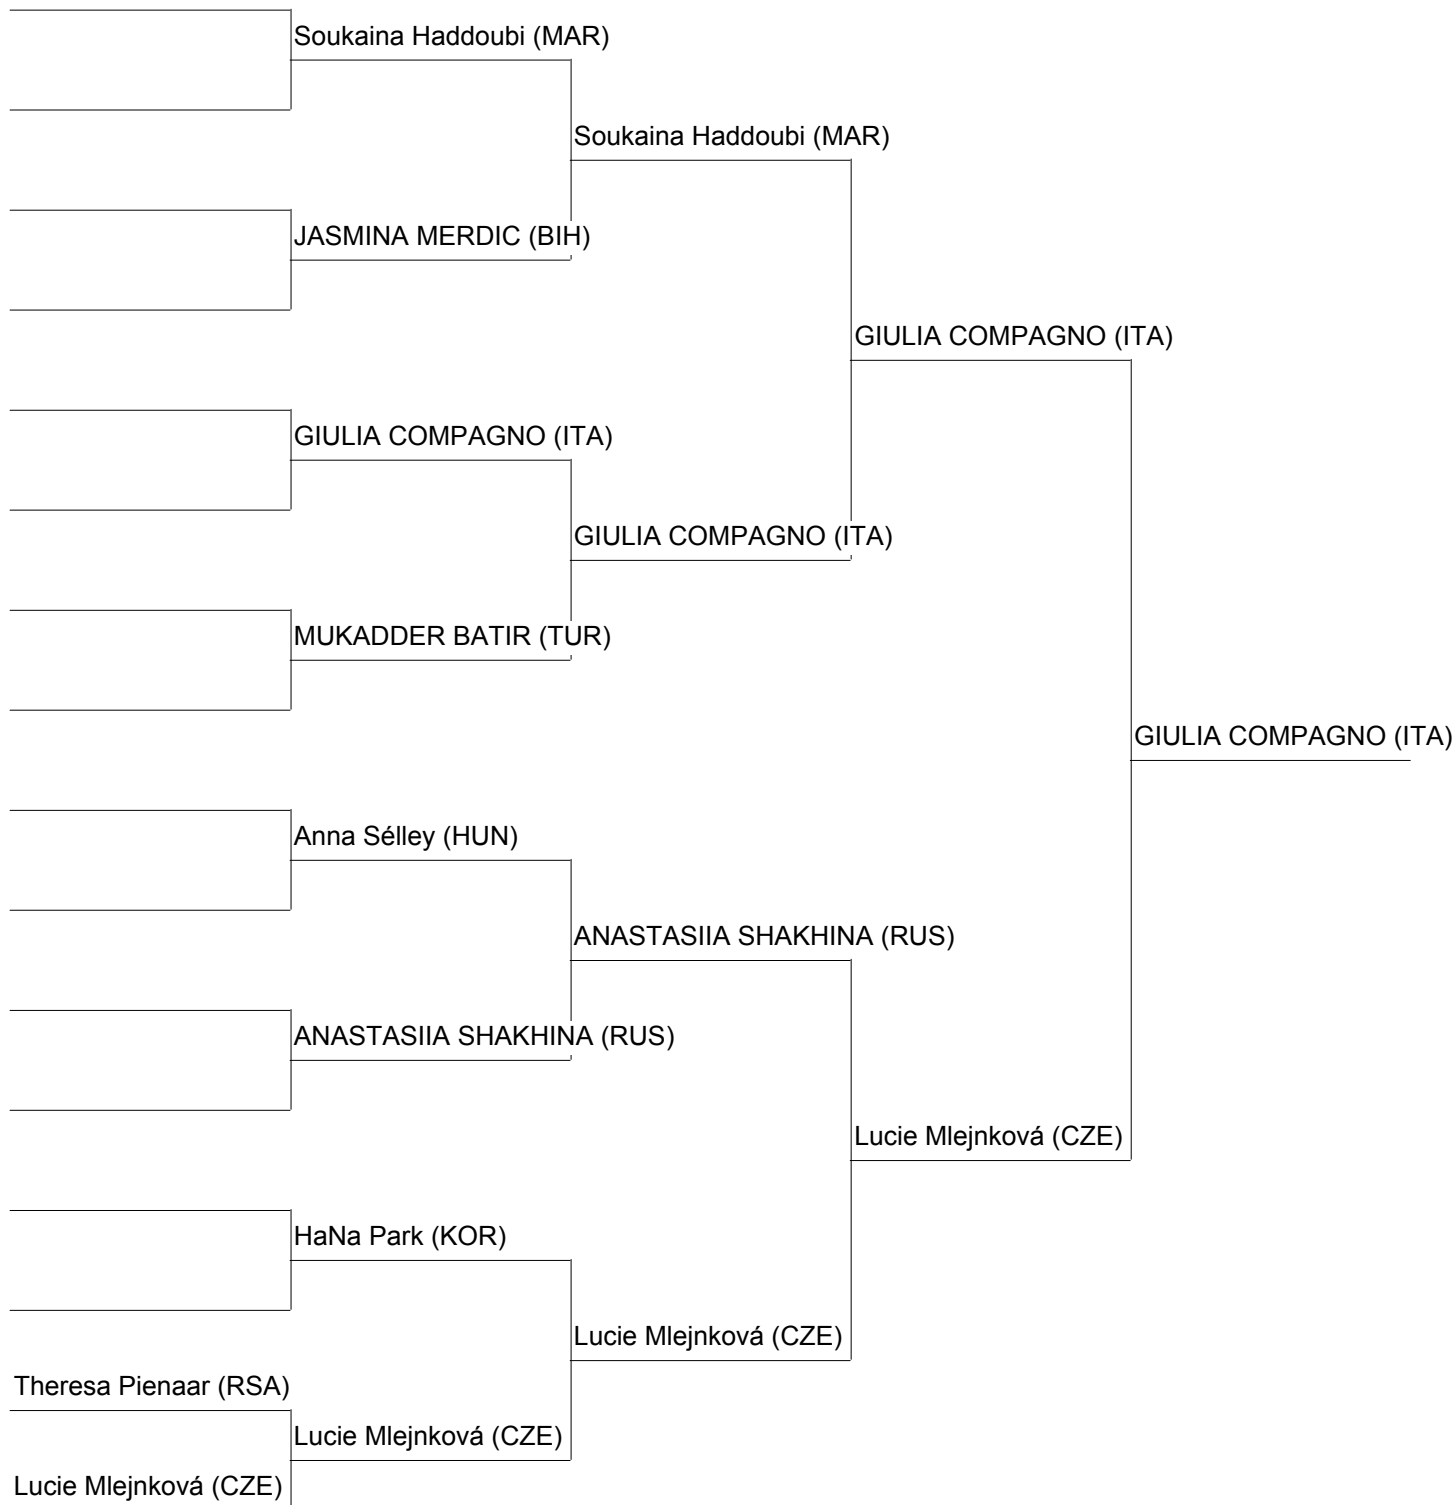 Soukaina Haddoubi (MAR)
Soukaina Haddoubi (MAR)
JASMINA MERDIC (BIH)
GIULIA COMPAGNO (ITA)
GIULIA COMPAGNO (ITA)
GIULIA COMPAGNO (ITA)
MUKADDER BATIR (TUR)
GIULIA COMPAGNO (ITA)
Anna Sélley (HUN)
ANASTASIIA SHAKHINA (RUS)
ANASTASIIA SHAKHINA (RUS)
Lucie Mlejnková (CZE)
HaNa Park (KOR)
Lucie Mlejnková (CZE)
Theresa Pienaar (RSA)
Lucie Mlejnková (CZE)
Lucie Mlejnková (CZE)